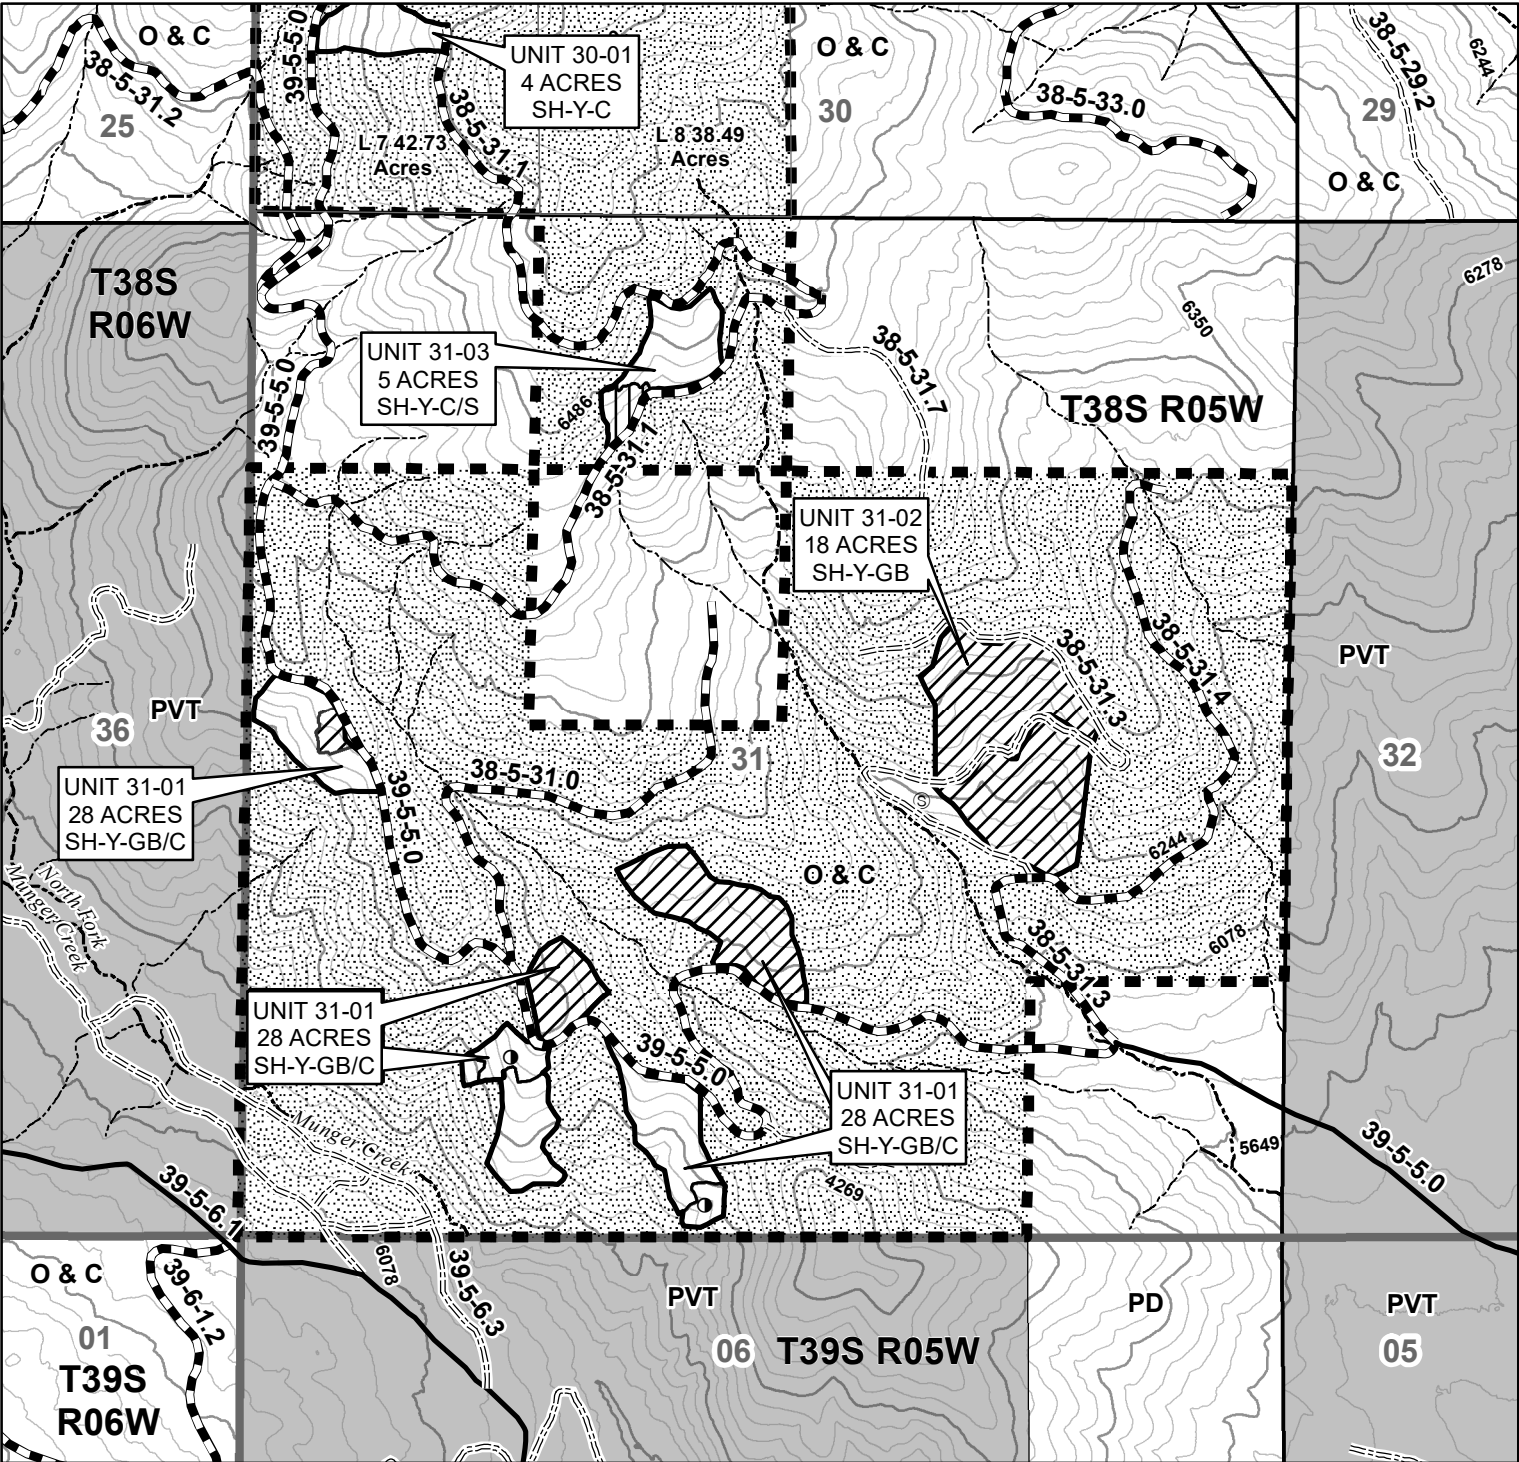 O & C
38-5-31.2
25
39-5-5.0
UNIT 30-01
4 ACRES
SH-Y-C
38-5-31.1
L 7 42.73
Acres
L 8 38.49
Acres
O & C
30
38-5-33.0
38-5-29.2
6244
29
O & C
T38S
R06W
6278
6350
UNIT 31-03
5 ACRES
SH-Y-C/S
38-5-31.7
39-5-5.0
6486
38-5-31.1
T38S R05W
UNIT 31-02
18 ACRES
SH-Y-GB
38-5-31.3
38-5-31.4
PVT
PVT
36
31
32
38-5-31.0
UNIT 31-01
28 ACRES
SH-Y-GB/C
39-5-5.0
S
6244
O & C
North Fork
Munger Creek
38-5-31.3
6078
UNIT 31-01
28 ACRES
SH-Y-GB/C
39-5-5.0
UNIT 31-01
28 ACRES
SH-Y-GB/C
Munger Creek
5649
39-5-5.0
4269
39-5-6.1
O & C
39-6-1.2
6078
39-5-6.3
PVT
PD
PVT
01
06
T39S R05W
05
T39S
R06W